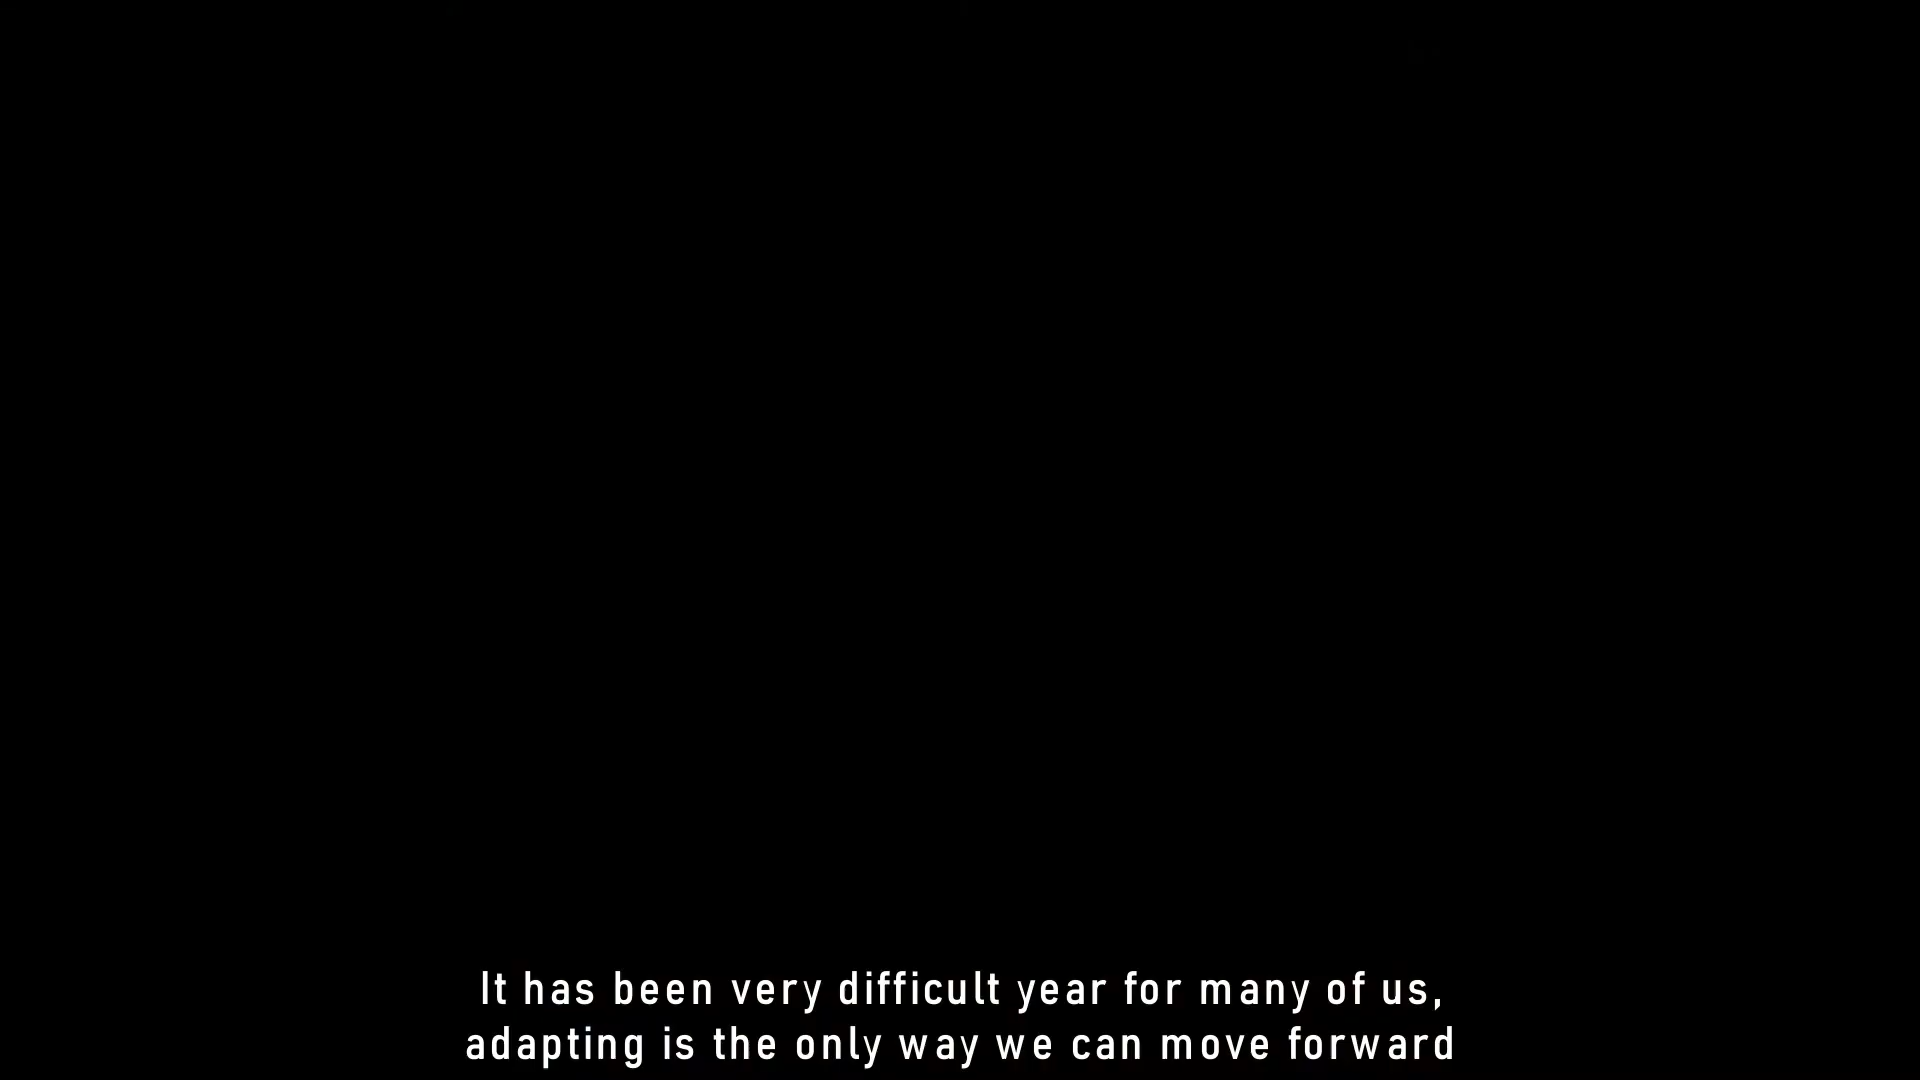 It has been very difficult year for many of us,
adapting is the only way we can move forward